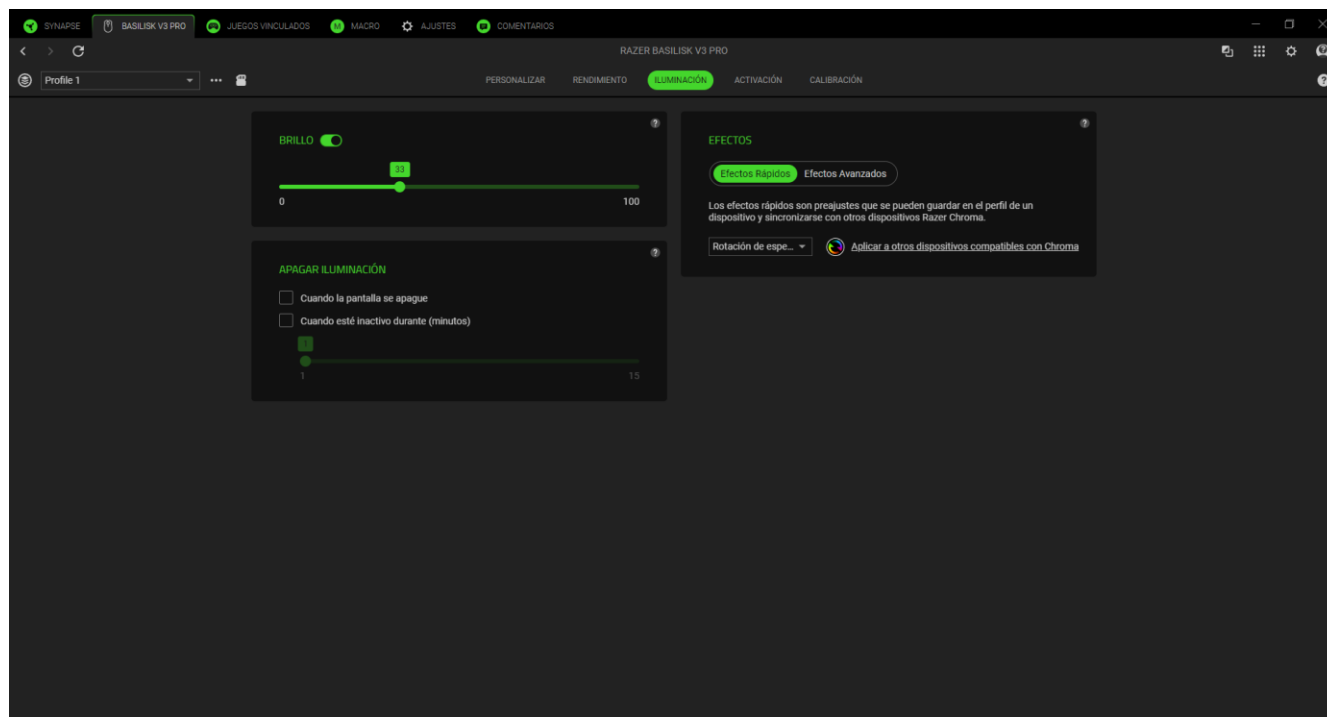 SYNAPSE
BASILISK V3 PRO
JUEGOS VINCULADOS
M
MACRO
AJUSTES
COMENTARIOS
RAZER BASILISK V3 PRO
Profile 1
PERSONALIZAR
RENDIMIENTO
ILUMINACIÓN
ACTIVACIÓN
CALIBRACIÓN
?
BRILLO
?
33
0
100
APAGAR ILUMINACIÓN
?
Cuando la pantalla se apague
Cuando esté inactivo durante (minutos)
1
1
15
EFECTOS
?
Efectos Rápidos
Efectos Avanzados
Los efectos rápidos son preajustes que se pueden guardar en el perfil de un
dispositivo y sincronizarse con otros dispositivos Razer Chroma.
Rotación de espe...
Aplicar a otros dispositivos compatibles con Chroma